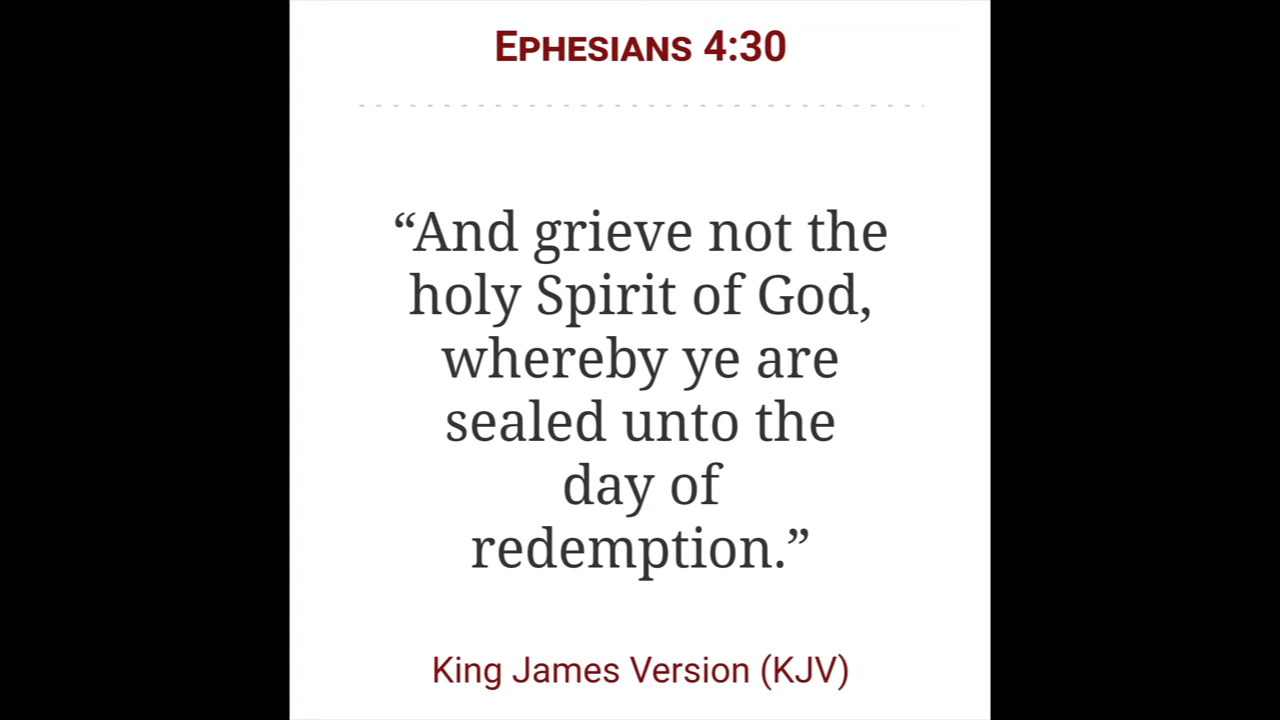 Ephesians 4:30
“And grieve not the
holy Spirit of God,
whereby ye are
sealed unto the
day of
redemption.”
King James Version (KJV)